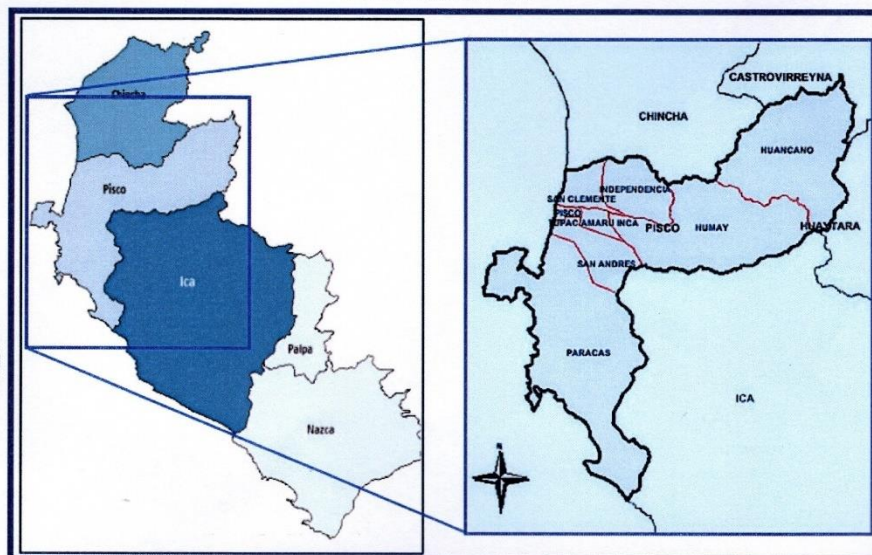 Chincha
Pisco
Ica
Palpa
Nazca
CASTROVIRREYNA
CHINCHA
HUANCANO
INDEPENDENCIA
SAN CLEMENTE
PISCO
TUPAC AMARU INCA
PISCO
HUMAY
HUAYTARA
SAN ANDRES
PARACAS
ICA
N